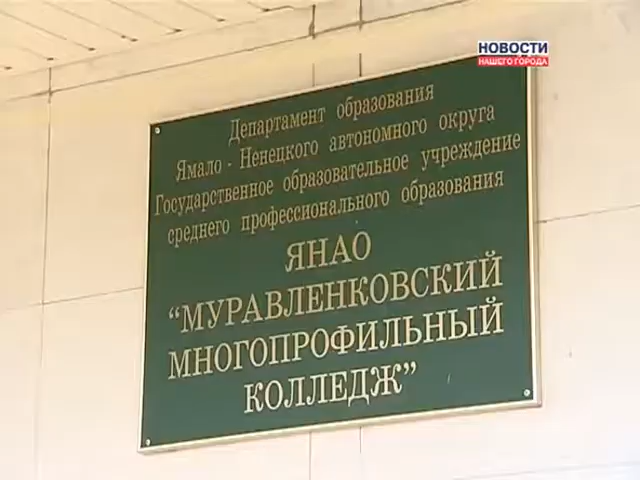 НОВОСТИ
НАШЕГО ГОРОДА
Департамент образования
Ямало - Ненецкого автономного округа
Государственное образовательное учреждение
среднего профессионального образования
ЯНАО
“МУРАВЛЕНКОВСКИЙ
МНОГОПРОФИЛЬНЫЙ
КОЛЛЕДЖ”